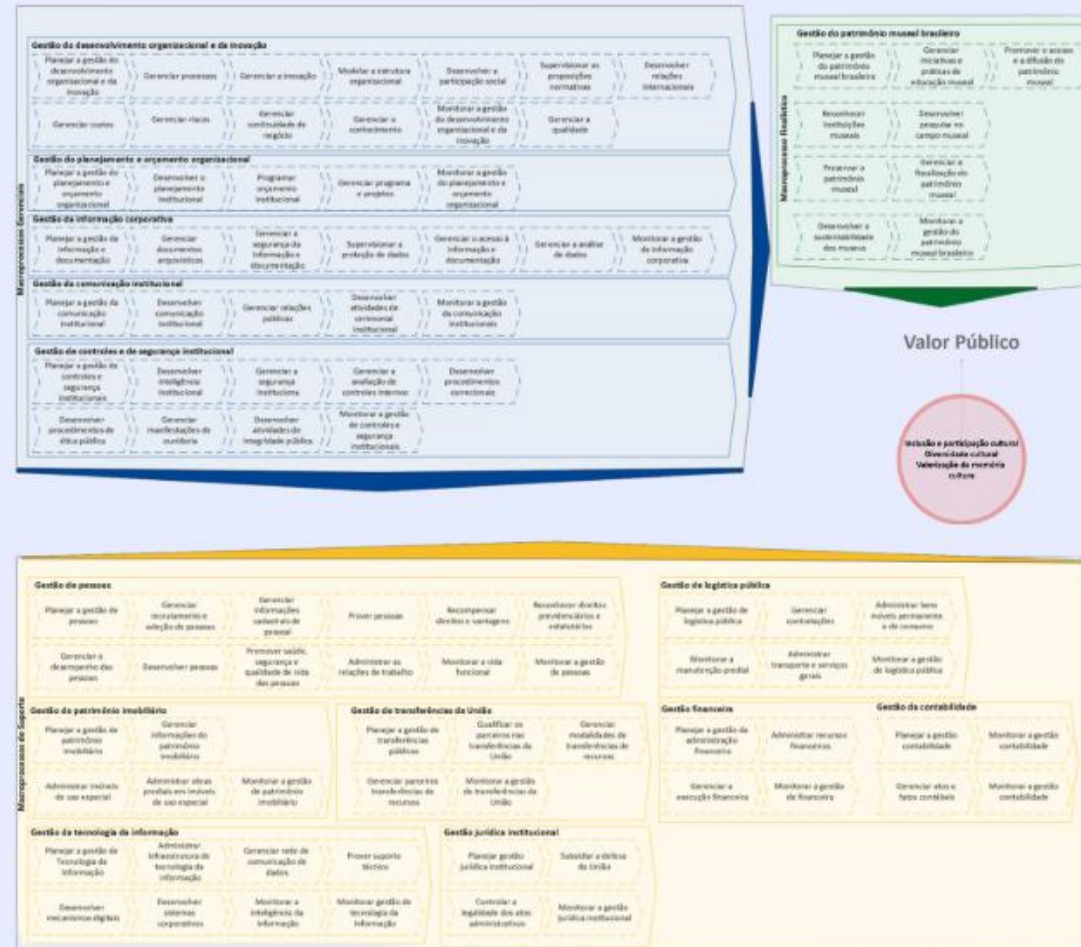 Macroprocessos Gerenciais
Gestão do desenvolvimento organizacional e da inovação
Planejar a gestão do
desenvolvimento
organizacional e da
inovação
Gerenciar processos
Gerenciar a inovação
Modelar a estrutura
organizacional
Desenvolver a
participação social
Supervisionar as
proposições
normativas
Desenvolver
relações
internacionais
Gerenciar custos
Gerenciar riscos
Gerenciar
continuidade de
negócio
Gerenciar o
conhecimento
Monitorar a gestão
do desenvolvimento
organizacional e da
inovação
Gerenciar a
qualidade
Gestão do planejamento e orçamento organizacional
Planejar a gestão do
planejamento e
orçamento
organizacional
Desenvolver o
planejamento
institucional
Programar
orçamento
institucional
Gerenciar programa
e projetos
Monitorar a gestão
do planejamento e
orçamento
organizacional
Gestão da informação corporativa
Planejar a gestão da
informação e
documentação
Gerenciar
documentos
arquivísticos
Gerenciar a
segurança da
informação e
documentação
Supervisionar a
proteção de dados
Gerenciar o acesso à
informação e
documentação
Gerenciar a análise
de dados
Monitorar a gestão
da informação
corporativa
Gestão da comunicação institucional
Planejar a gestão da
comunicação
institucional
Desenvolver
comunicação
institucional
Gerenciar relações
públicas
Desenvolver
atividades de
cerimonial
institucional
Monitorar a gestão
da comunicação
institucionais
Gestão de controles e de segurança institucional
Planejar a gestão de
controles e
segurança
institucionais
Desenvolver
inteligência
institucional
Gerenciar a
segurança
instituciona
Gerenciar a
avaliação de
controles internos
Desenvolver
procedimentos
correcionais
Desenvolver
procedimentos de
ética pública
Gerenciar
manifestações de
ouvidoria
Desenvolver
atividades de
integridade pública
Monitorar a gestão
de controles e
segurança
institucionais
Macroprocesso finalístico
Gestão do patrimônio museal brasileiro
Planejar a gestão
do patrimônio
museal brasileiro
Gerenciar
iniciativas e
práticas de
educação museal
Promover o acesso
e a difusão do
patrimônio
museal
Reconhecer
instituições
museais
Desenvolver
pesquisa no
campo museal
Preservar o
patrimônio
museal
Gerenciar a
fiscalização do
patrimônio
museal
Desenvolver a
sustentabilidade
dos museus
Monitorar a
gestão do
patrimônio
museal brasileiro
Valor Público
Inclusão e participação cultural
Diversidade cultural
Valorização da memória
cultura
Macroprocessos de Suporte
Gestão de pessoas
Planejar a gestão de
pessoas
Gerenciar
recrutamento e
seleção de pessoas
Gerenciar
informações
cadastrais de
pessoal
Prover pessoas
Recompensar
direitos e vantagens
Reconhecer direitos
previdenciários e
estatutários
Gerenciar o
desempenho das
pessoas
Desenvolver pessoas
Promover saúde,
segurança e
qualidade de vida
das pessoas
Administrar as
relações de trabalho
Monitorar a vida
funcional
Monitorar a gestão
de pessoas
Gestão de logística pública
Planejar a gestão de
logística pública
Gerenciar
contratações
Administrar bens
móveis permanente
e de consumo
Monitorar a
manutenção predial
Administrar
transporte e serviços
gerais
Monitorar a gestão
de logística pública
Gestão do patrimônio imobiliário
Planejar a gestão de
patrimônio
imobiliário
Gerenciar
informações do
patrimônio
imobiliário
Administrar imóveis
de uso especial
Administrar obras
prediais em imóveis
de uso especial
Monitorar a gestão
de patrimônio
imobiliário
Gestão de transferências da União
Planejar a gestão de
transferências
públicas
Qualificar os
parceiros nas
transferências da
União
Gerenciar
modalidades de
transferências de
recursos
Gerenciar parceiros
transferências de
recursos
Monitorar a gestão
de transferências da
União
Gestão financeira
Planejar a gestão da
administração
financeira
Administrar recursos
financeiros
Gerenciar a
execução financeira
Monitorar a gestão
de financeira
Gestão da contabilidade
Planejar a gestão
contabilidade
Monitorar a gestão
contabilidade
Gerenciar atos e
fatos contábeis
Monitorar a gestão
contabilidade
Gestão da tecnologia da informação
Planejar a gestão de
Tecnologia da
Informação
Administrar
infraestrutura de
tecnologia da
informação
Gerenciar rede de
comunicação de
dados
Prover suporte
técnico
Desenvolver
mecanismos digitais
Desenvolver
sistemas
corporativos
Monitorar a
inteligência da
informação
Monitorar gestão de
tecnologia da
informação
Gestão jurídica institucional
Planejar gestão
jurídica institucional
Subsidiar a defesa
da União
Controlar a
legalidade dos atos
administrativos
Monitorar a gestão
jurídica institucional